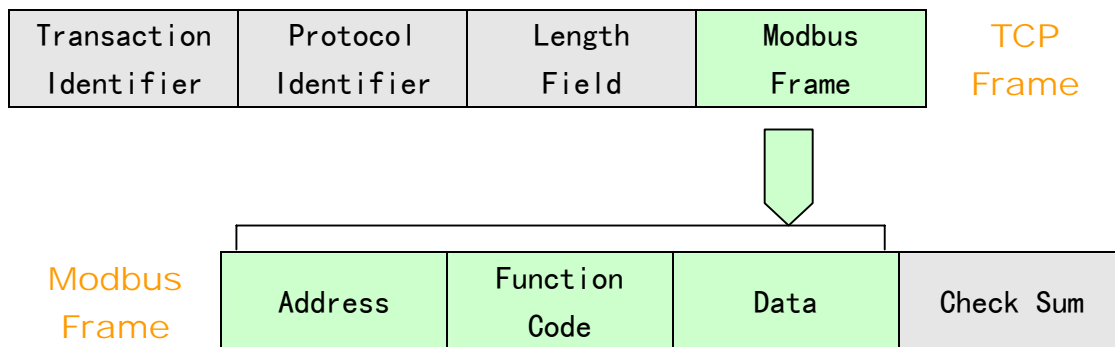 Transaction
Identifier
Protocol
Identifier
Length
Field
Modbus
Frame
TCP
Frame
Modbus
Frame
Address
Function
Code
Data
Check Sum